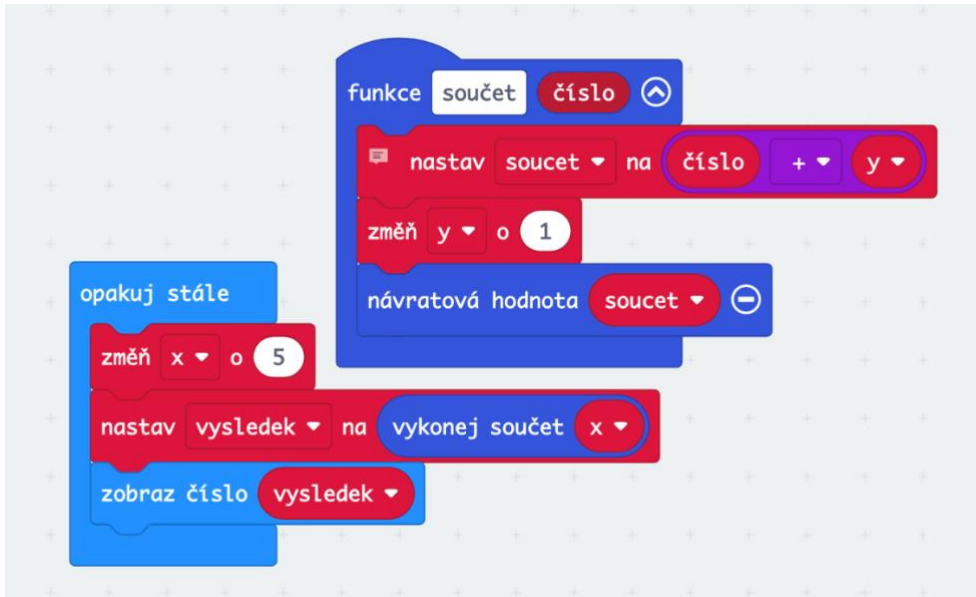 funkce součet číslo
nastav soucet na číslo + y
změň y o 1
návratová hodnota soucet
opakuj stále
změň x o 5
nastav vysledek na vykonej součet x
zobraz číslo vysledek